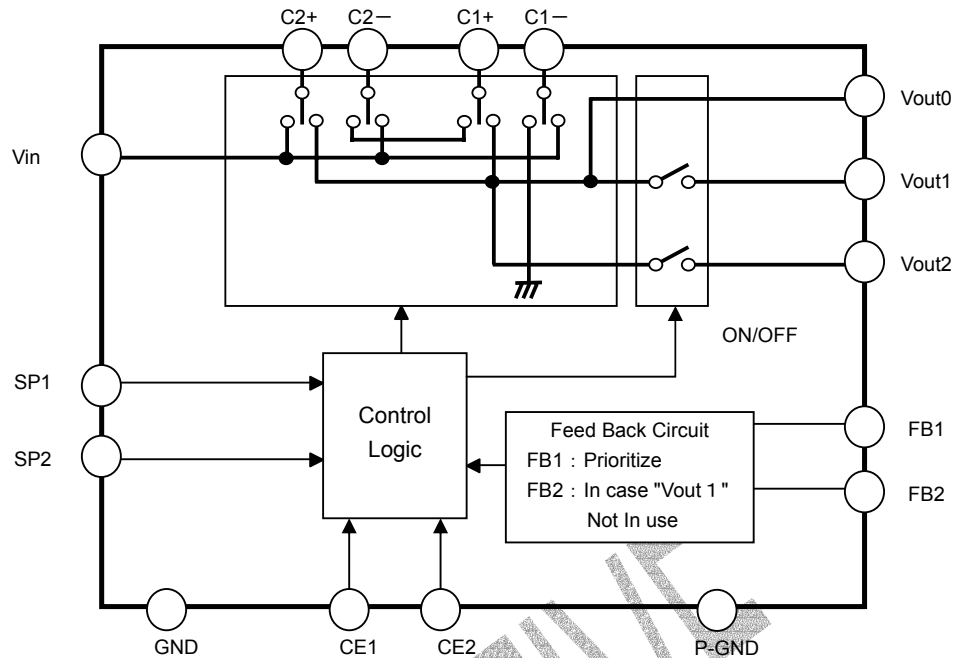 C2+ C2－ C1+ C1－
Vout0
Vin
Vout1
Vout2
ON/OFF
SP1
Control
Logic
SP2
Feed Back Circuit
FB1：Prioritize
FB2：In case "Vout 1 "
Not In use
FB1
FB2
GND
CE1
CE2
P-GND